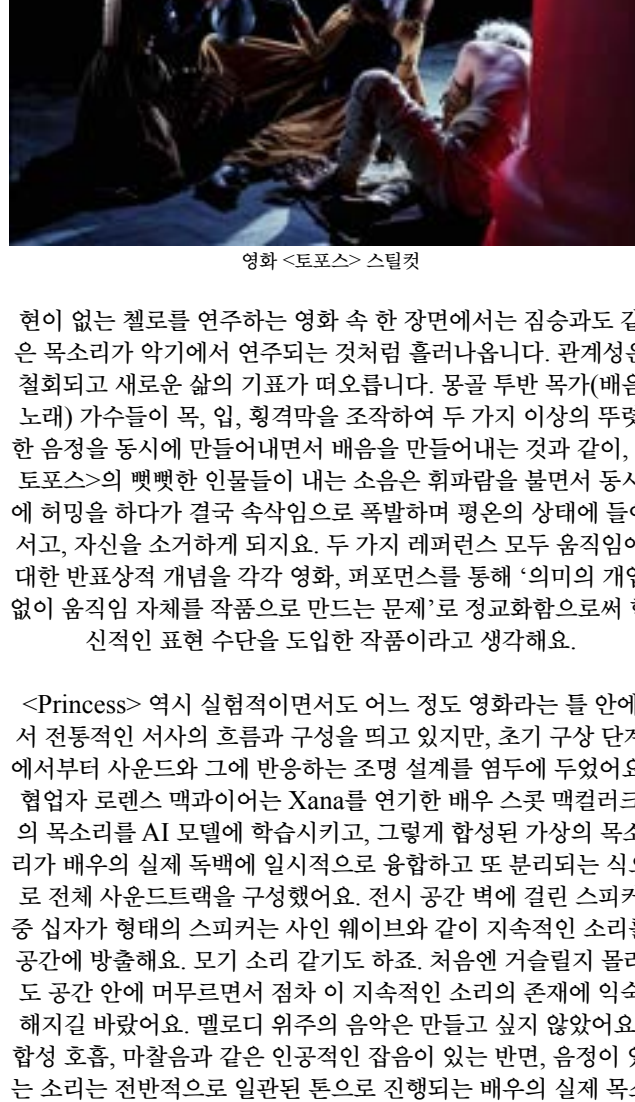 영화 <토포스> 스틸컷
현이 없는 첼로를 연주하는 영화 속 한 장면에서는 짐승과도 같
은 목소리가 악기에서 연주되는 것처럼 흘러나옵니다. 관계성은
철회되고 새로운 삶의 기표가 떠오릅니다. 몽골 투반 목가(배음
노래) 가수들이 목, 입, 횡격막을 조작하여 두 가지 이상의 뚜렷
한 음정을 동시에 만들어내면서 배음을 만들어내는 것과 같이,
토포스>의 뻣뻣한 인물들이 내는 소음은 휘파람을 불면서 동시
에 허밍을 하다가 결국 속삭임으로 폭발하며 평온의 상태에 들어
서고, 자신을 소거하게 되지요. 두 가지 레퍼런스 모두 움직임에
대한 반표상적 개념을 각각 영화, 퍼포먼스를 통해 ‘의미의 개입
없이 움직임 자체를 작품으로 만드는 문제’로 정교화함으로써 혁
신적인 표현 수단을 도입한 작품이라고 생각해요.
<Princess> 역시 실험적이면서도 어느 정도 영화라는 틀 안에
서 전통적인 서사의 흐름과 구성을 띄고 있지만, 초기 구상 단계
에서부터 사운드와 그에 반응하는 조명 설계를 염두에 두었어요
협업자 로렌스 맥과이어는 Xana를 연기한 배우 스콧 맥컬러크
의 목소리를 AI 모델에 학습시키고, 그렇게 합성된 가상의 목소
리가 배우의 실제 독백에 일시적으로 융합하고 또 분리되는 식으
로 전체 사운드트랙을 구성했어요. 전시 공간 벽에 걸린 스피커
중 십자가 형태의 스피커는 사인 웨이브와 같이 지속적인 소리를
공간에 방출해요. 모기 소리 같기도 하죠. 처음엔 거슬릴지 몰라
도 공간 안에 머무르면서 점차 이 지속적인 소리의 존재에 익숙
해지길 바랐어요. 멜로디 위주의 음악은 만들고 싶지 않았어요
합성 호흡, 마찰음과 같은 인공적인 잡음이 있는 반면, 음정이 있
는 소리는 전반적으로 일관된 톤으로 진행되는 배우의 실제 목소